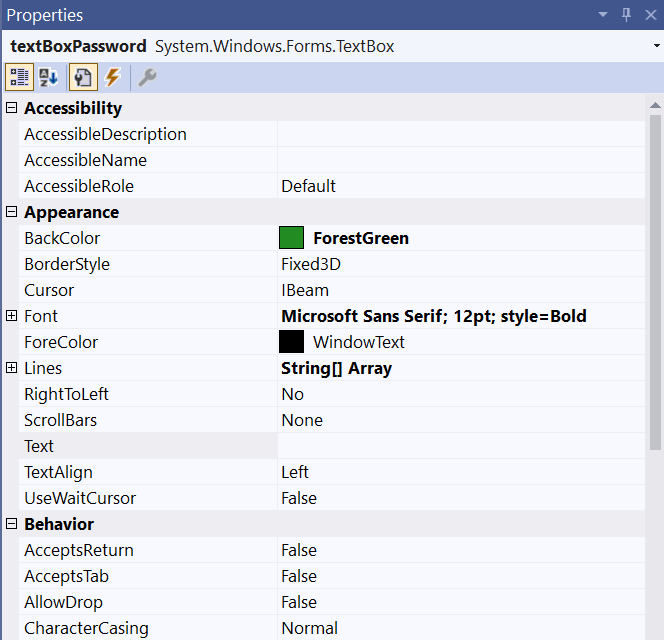 Properties
textBoxPassword System.Windows.Forms.TextBox
Accessibility
AccessibleDescription
AccessibleName
AccessibleRole Default
Appearance
BackColor ForestGreen
BorderStyle Fixed3D
Cursor IBeam
Font Microsoft Sans Serif; 12pt; style=Bold
ForeColor WindowText
Lines String[] Array
RightToLeft No
ScrollBars None
Text
TextAlign Left
UseWaitCursor False
Behavior
AcceptsReturn False
AcceptsTab False
AllowDrop False
CharacterCasing Normal